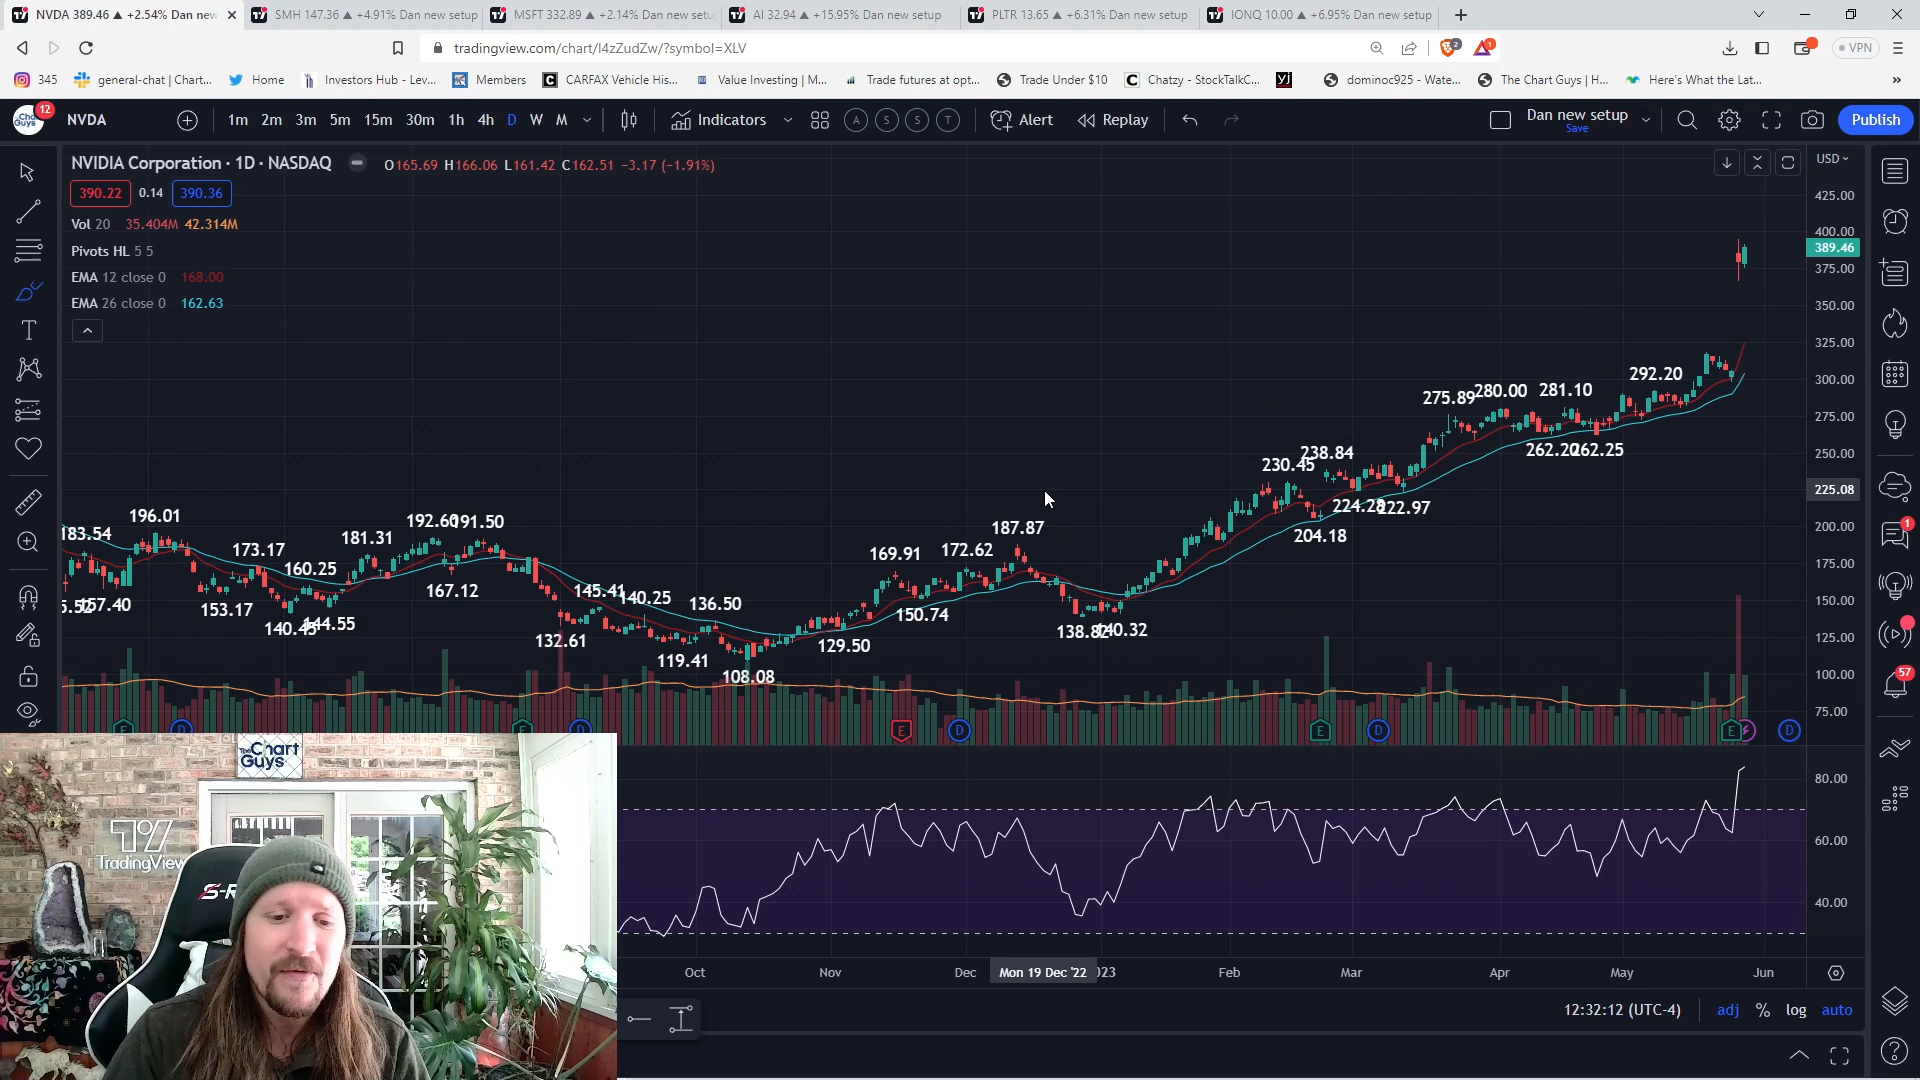 NVDA 389.46 ▲ +2.54% Dan new
SMH 147.36 ▲ +4.91% Dan new setup
MSFT 332.89 ▲ +2.14% Dan new setu
AI 32.94 ▲ +15.95% Dan new setup
PLTR 13.65 ▲ +6.31% Dan new setup
IONQ 10.00 ▲ +6.95% Dan new setup
tradingview.com/chart/I4zZudZw/?symbol=XLV
2
1
VPN
345
general-chat | Chart...
Home
Investors Hub - Lev...
Members
CARFAX Vehicle His...
Value Investing | M...
Trade futures at opt...
Trade Under $10
Chatzy - StockTalkC...
dominoc925 - Wate...
The Chart Guys | H...
Here's What the Lat...
12
NVDA
1m 2m 3m 5m 15m 30m 1h 4h D W M
Indicators
A S S T
Alert
Replay
Dan new setup
Save
Publish
NVIDIA Corporation · 1D · NASDAQ
O165.69 H166.06 L161.42 C162.51 −3.17 (−1.91%)
390.22 0.14 390.36
Vol 20 35.404M 42.314M
Pivots HL 5 5
EMA 12 close 0 168.00
EMA 26 close 0 162.63
USD
425.00
400.00
389.46
375.00
350.00
325.00
300.00
275.00
250.00
225.08
200.00
175.00
150.00
125.00
100.00
75.00
80.00
60.00
40.00
183.54
157.40
196.01
153.17
173.17
140.45
160.25
144.55
181.31
192.60
167.12
191.50
132.61
145.41
140.25
119.41
136.50
108.08
129.50
169.91
150.74
172.62
187.87
138.82
140.32
230.45
204.18
238.84
224.28
222.97
275.89
280.00
262.20
281.10
262.25
292.20
E D E D E D E D E D
1
57
The Chart Guys
TradingView
S-R
Oct Nov Dec Mon 19 Dec '22 023 Feb Mar Apr May Jun
12:32:12 (UTC-4)
adj % log auto